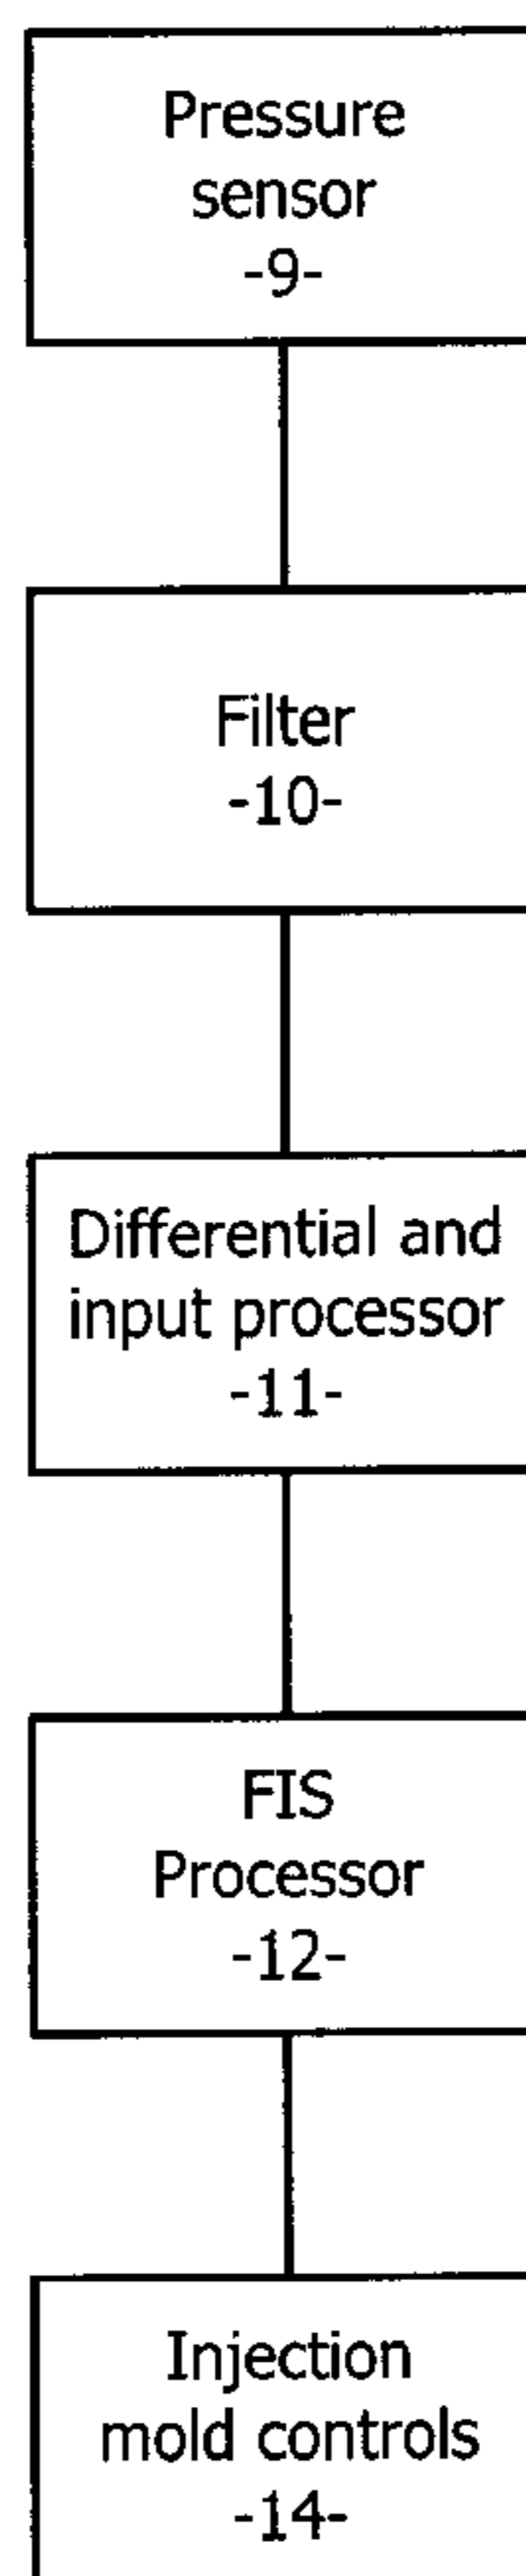 Pressure
sensor
-9-
Filter
-10-
Differential and
input processor
-11-
FIS
Processor
-12-
Injection
mold controls
-14-